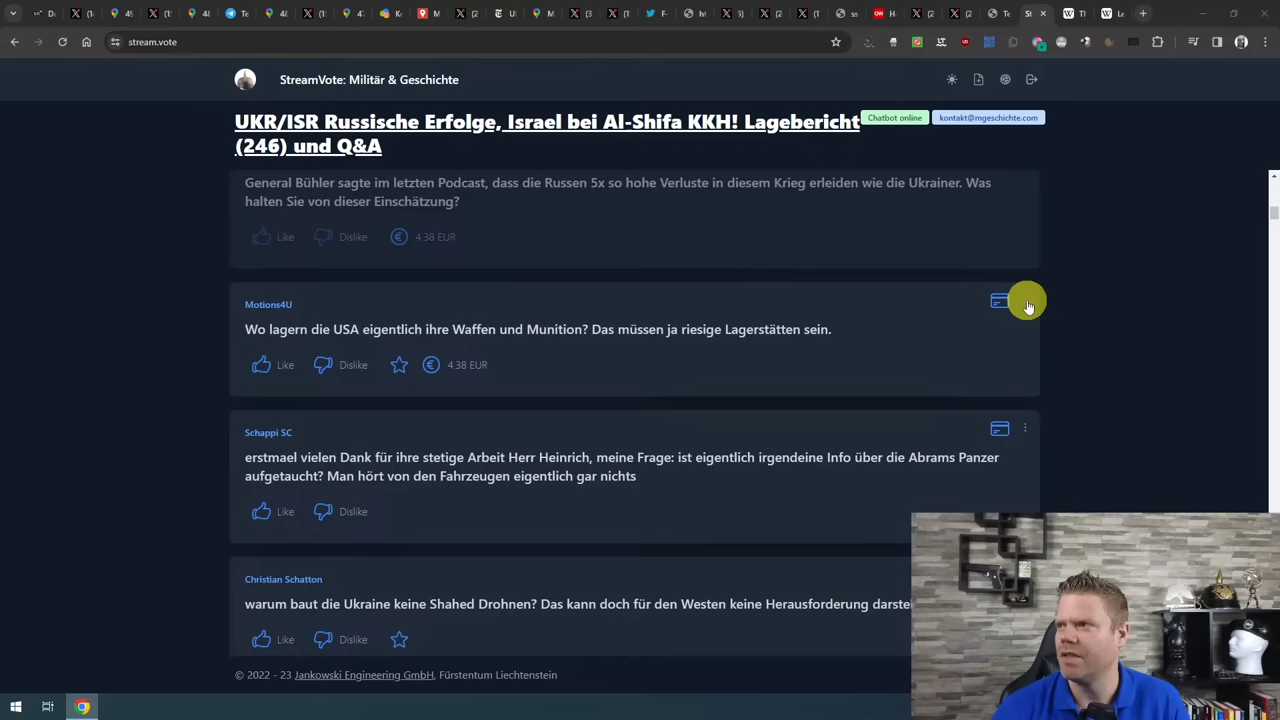 stream.vote
StreamVote: Militär & Geschichte
UKR/ISR Russische Erfolge, Israel bei Al-Shifa KKH! Lagebericht
(246) und Q&A
Chatbot online
kontakt@mgeschichte.com
General Bühler sagte im letzten Podcast, dass die Russen 5x so hohe Verluste in diesem Krieg erleiden wie die Ukrainer. Was
halten Sie von dieser Einschätzung?
Like Dislike 4.38 EUR
Motions4U
Wo lagern die USA eigentlich ihre Waffen und Munition? Das müssen ja riesige Lagerstätten sein.
Like Dislike 4.38 EUR
Schappi SC
erstmael vielen Dank für ihre stetige Arbeit Herr Heinrich, meine Frage: ist eigentlich irgendeine Info über die Abrams Panzer
aufgetaucht? Man hört von den Fahrzeugen eigentlich gar nichts
Like Dislike
Christian Schatton
warum baut die Ukraine keine Shahed Drohnen? Das kann doch für den Westen keine Herausforderung
Like Dislike
© 2022 - 23 Jankowski Engineering GmbH, Fürstentum Liechtenstein